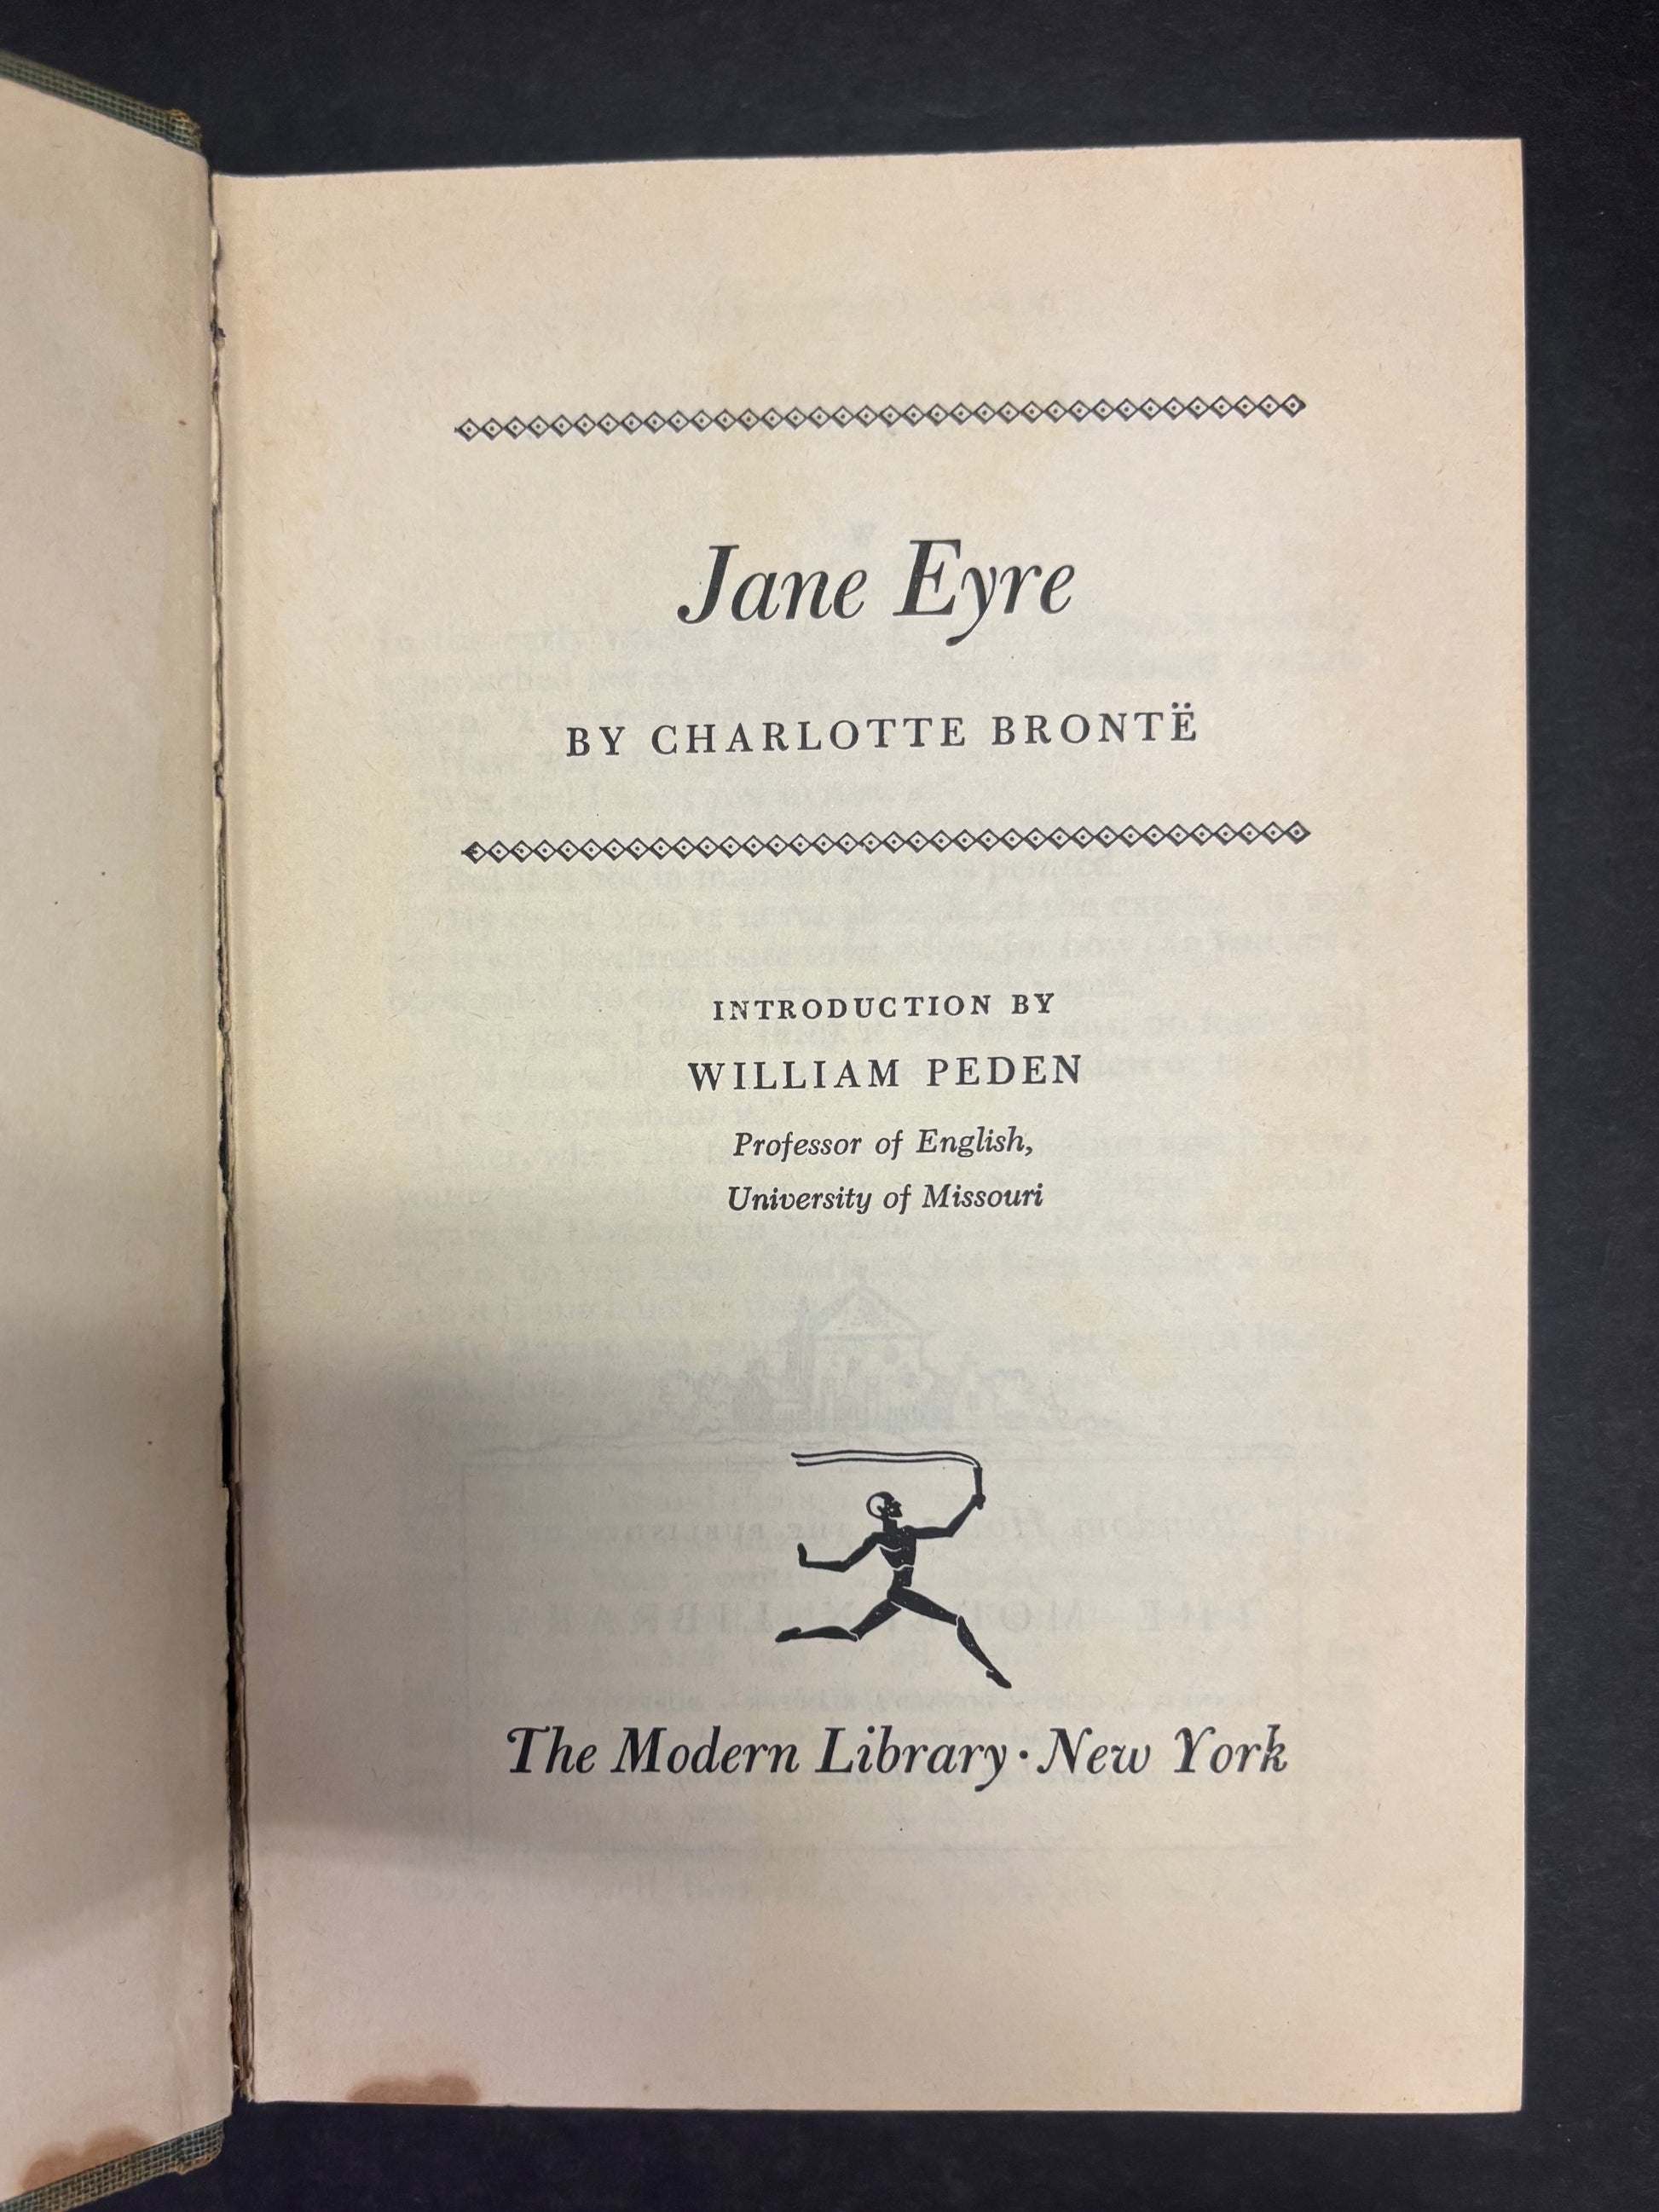 Jane Eyre
BY CHARLOTTE BRONTË
INTRODUCTION BY
WILLIAM PEDEN
Professor of English,
University of Missouri
The Modern Library · New York